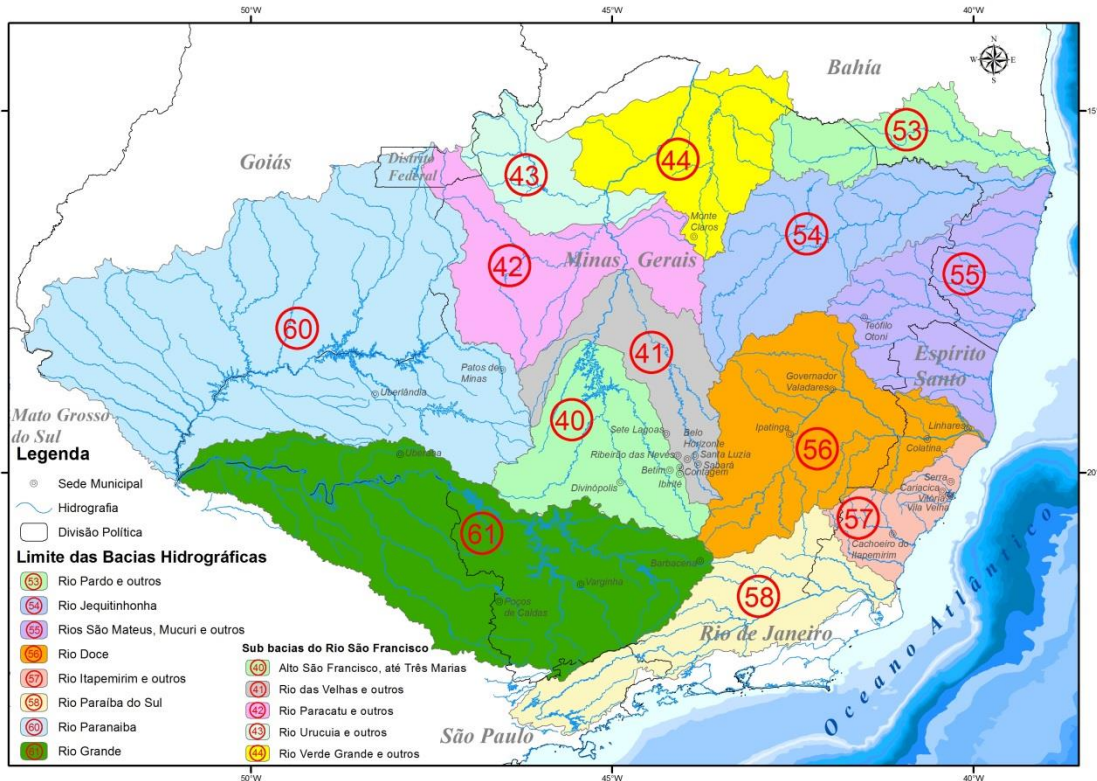 50°W 45°W 40°W
Bahía
N
W E
S
15°
15°
53
Goiás
Distrito
Federal
44
43
Monte
Claros
54
42
Minas Gerais
55
60
Teófilo
Otoni
41
Espírito
Santo
Patos de
Minas
Governador
Valadares
Uberlândia
Mato Grosso
do Sul
40
Sete Lagoas
Belo
Horizonte
Ipatinga
56
Linhares
Colatina
Ribeirão das Neves
Santa Luzia
Sabará
Betim
Contagem
Ibirité
Uberaba
Divinópolis
20°
Serra
Cariacica
Vitória
Vila Velha
57
Cachoeiro do
Itapemirim
61
Barbacena
Varginha
Poços
de Caldas
58
Rio de Janeiro
São Paulo
Oceano Atlântico
Legenda
Sede Municipal
Hidrografia
Divisão Política
Limite das Bacias Hidrográficas
53 Rio Pardo e outros
54 Rio Jequitinhonha
55 Rios São Mateus, Mucuri e outros
56 Rio Doce
57 Rio Itapemirim e outros
58 Rio Paraíba do Sul
60 Rio Paranaiba
61 Rio Grande
Sub bacias do Rio São Francisco
40 Alto São Francisco, até Três Marias
41 Rio das Velhas e outros
42 Rio Paracatu e outros
43 Rio Urucuia e outros
44 Rio Verde Grande e outros
50°W 45°W 40°W